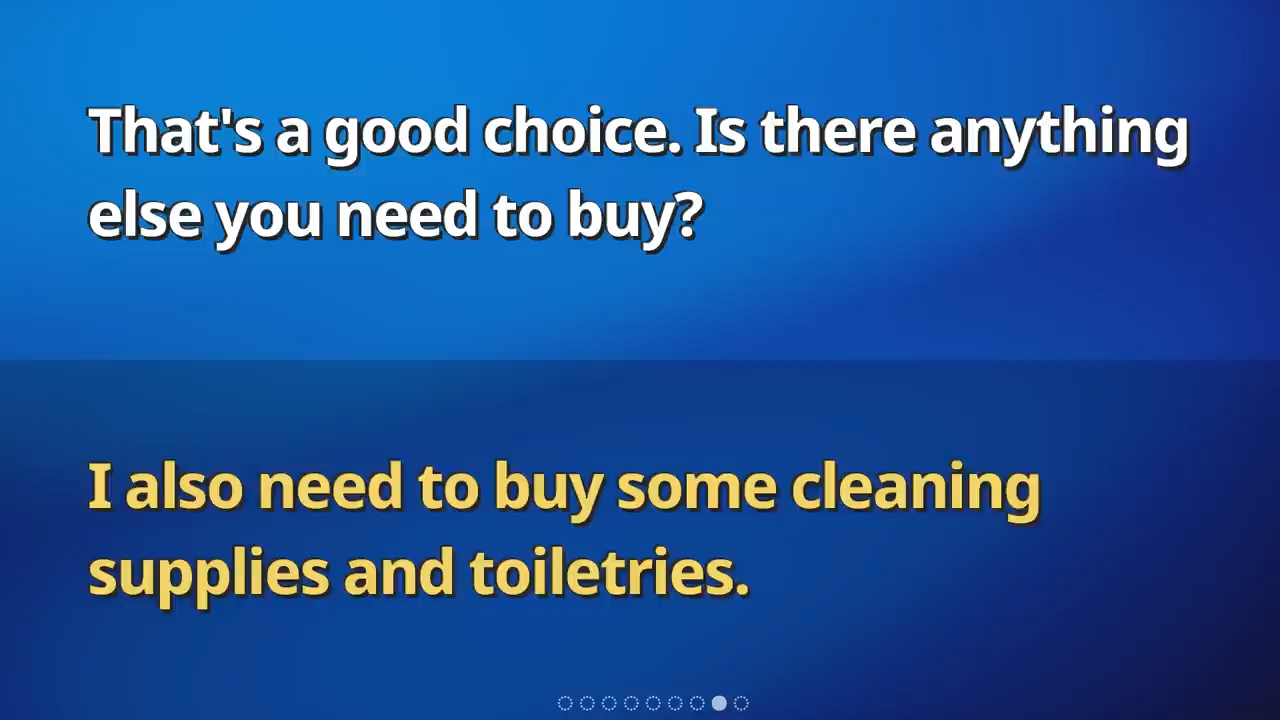 That's a good choice. Is there anything
else you need to buy?
I also need to buy some cleaning
supplies and toiletries.